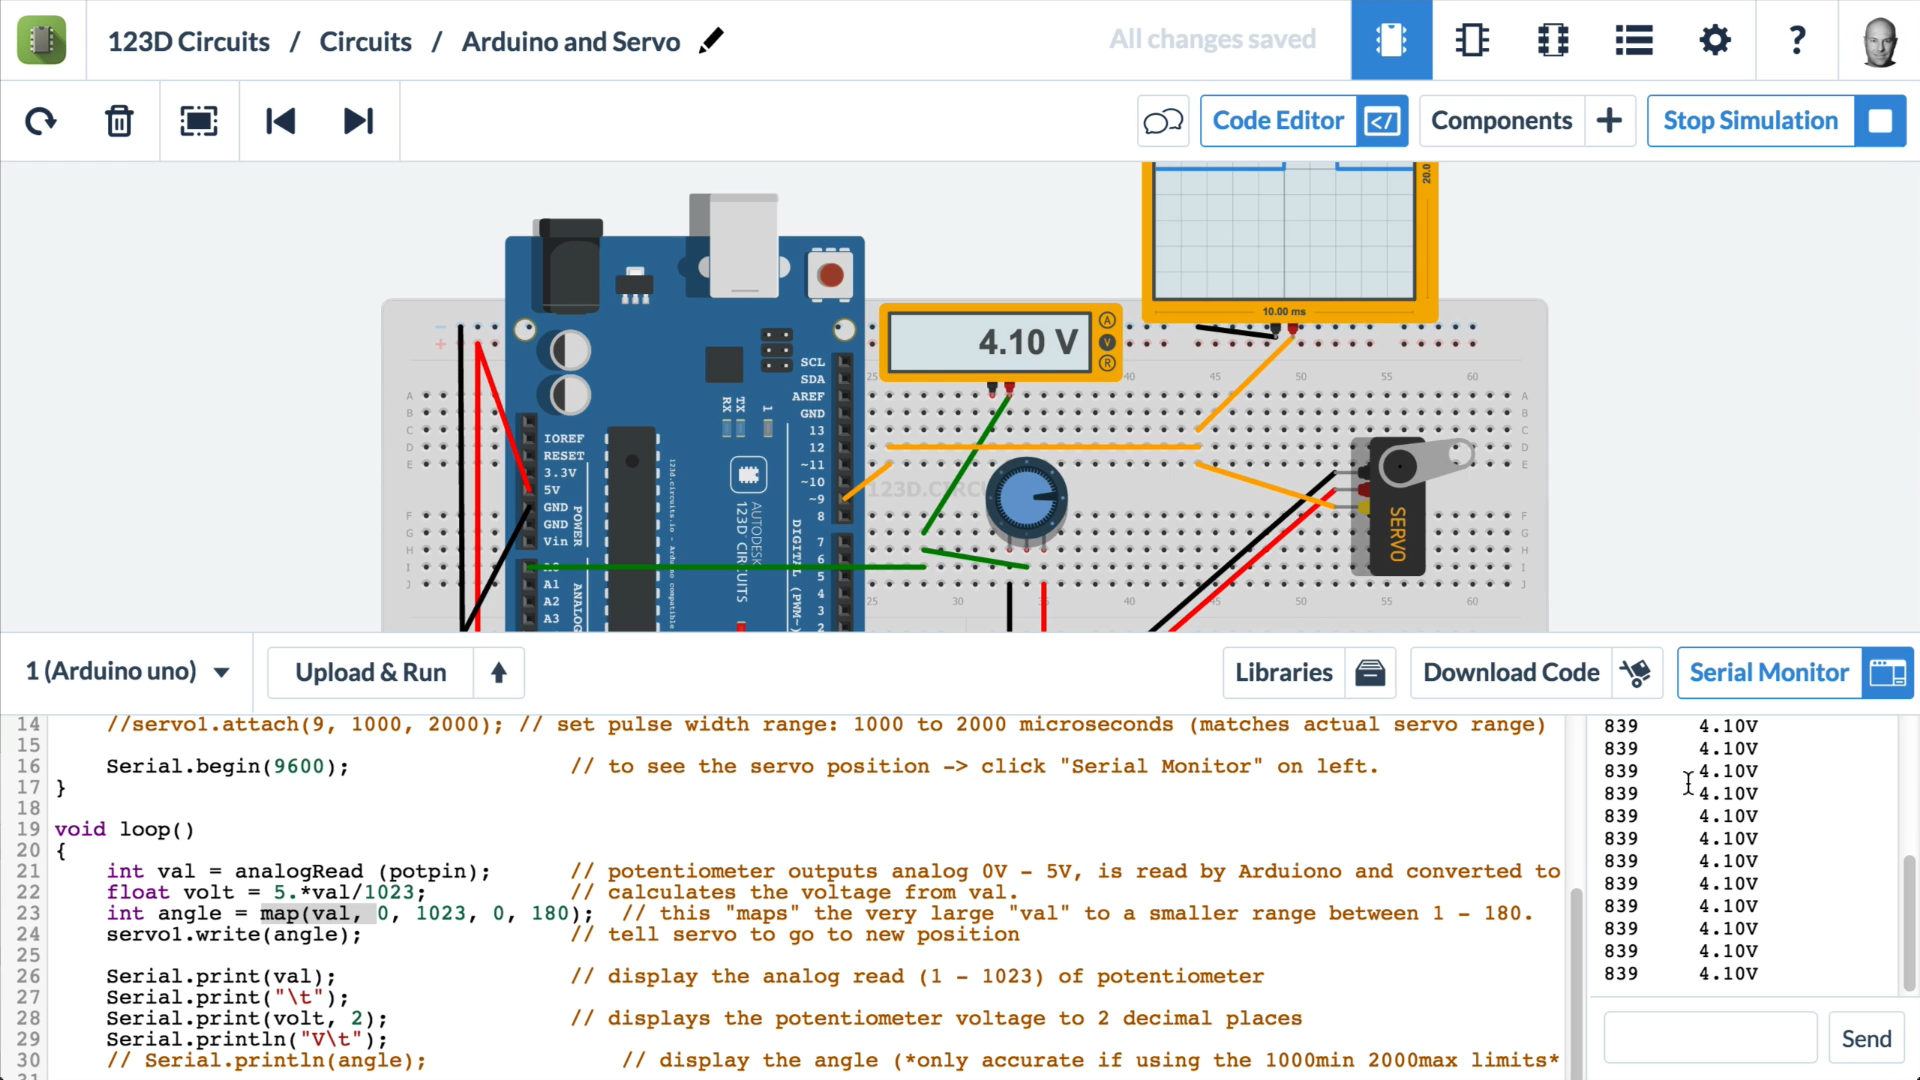 123D Circuits / Circuits / Arduino and Servo
All changes saved
?
Code Editor </>
Components +
Stop Simulation
20.0
10.00 ms
4.10 V
A
V
R
SCL
SDA
AREF
GND
13
12
~11
~10
~9
8
7
6
5
4
3
2
RX
TX
1
IOREF
RESET
3.3V
5V
GND
GND
Vin
A0
A1
A2
A3
POWER
ANALOG
DIGITAL (PWM~)
AUTODESK
123D CIRCUITS
− +
A
B
C
D
E
F
G
H
I
J
25 40 45 50 55 60
25 30 35 40 45 50 55 60
A
B
C
D
E
F
G
H
I
J
SERVO
1 (Arduino uno)
Upload & Run
Libraries
Download Code
Serial Monitor
14 //servo1.attach(9, 1000, 2000); // set pulse width range: 1000 to 2000 microseconds (matches actual servo range)
15
16 Serial.begin(9600); // to see the servo position -> click "Serial Monitor" on left.
17 }
18
19 void loop()
20 {
21 int val = analogRead (potpin); // potentiometer outputs analog 0V - 5V, is read by Arduiono and converted to
22 float volt = 5.*val/1023; // calculates the voltage from val.
23 int angle = map(val, 0, 1023, 0, 180); // this "maps" the very large "val" to a smaller range between 1 - 180.
24 servo1.write(angle); // tell servo to go to new position
25
26 Serial.print(val); // display the analog read (1 - 1023) of potentiometer
27 Serial.print("\t");
28 Serial.print(volt, 2); // displays the potentiometer voltage to 2 decimal places
29 Serial.println("V\t");
30 // Serial.println(angle); // display the angle (*only accurate if using the 1000min 2000max limits*
839 4.10V
839 4.10V
839 4.10V
839 4.10V
839 4.10V
839 4.10V
839 4.10V
839 4.10V
839 4.10V
839 4.10V
839 4.10V
839 4.10V
Send